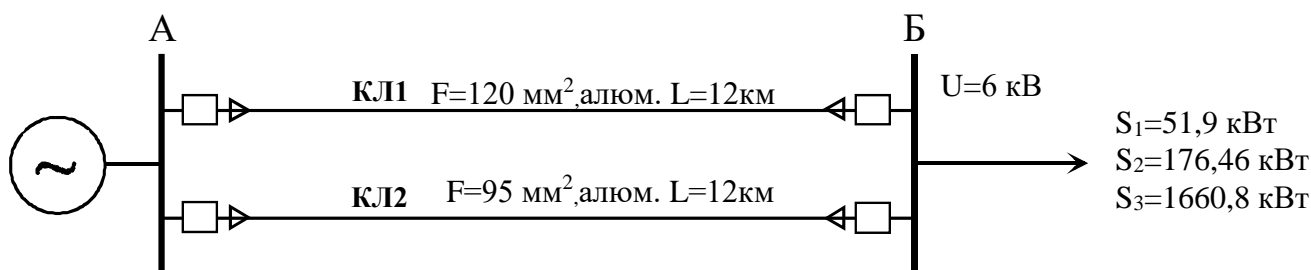 А
Б
КЛ1 F=120 мм²,алюм. L=12км
U=6 кВ
S₁=51,9 кВт
~
S₂=176,46 кВт
КЛ2 F=95 мм²,алюм. L=12км
S₃=1660,8 кВт